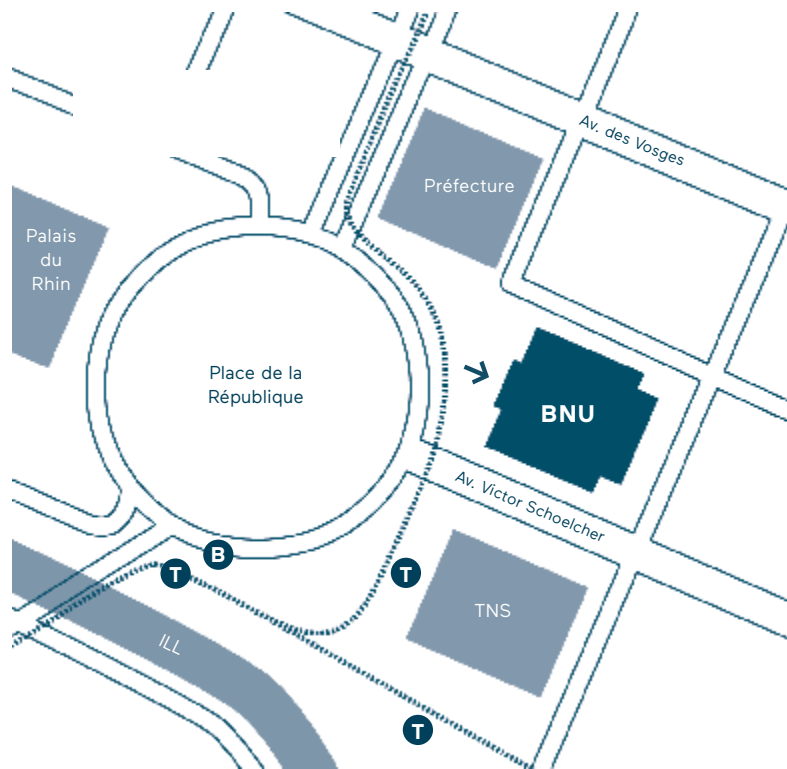 Av. des Vosges
Préfecture
Palais
du
Rhin
Place de la
République
BNU
Av. Victor Schoelcher
B
T
T
TNS
ILL
T